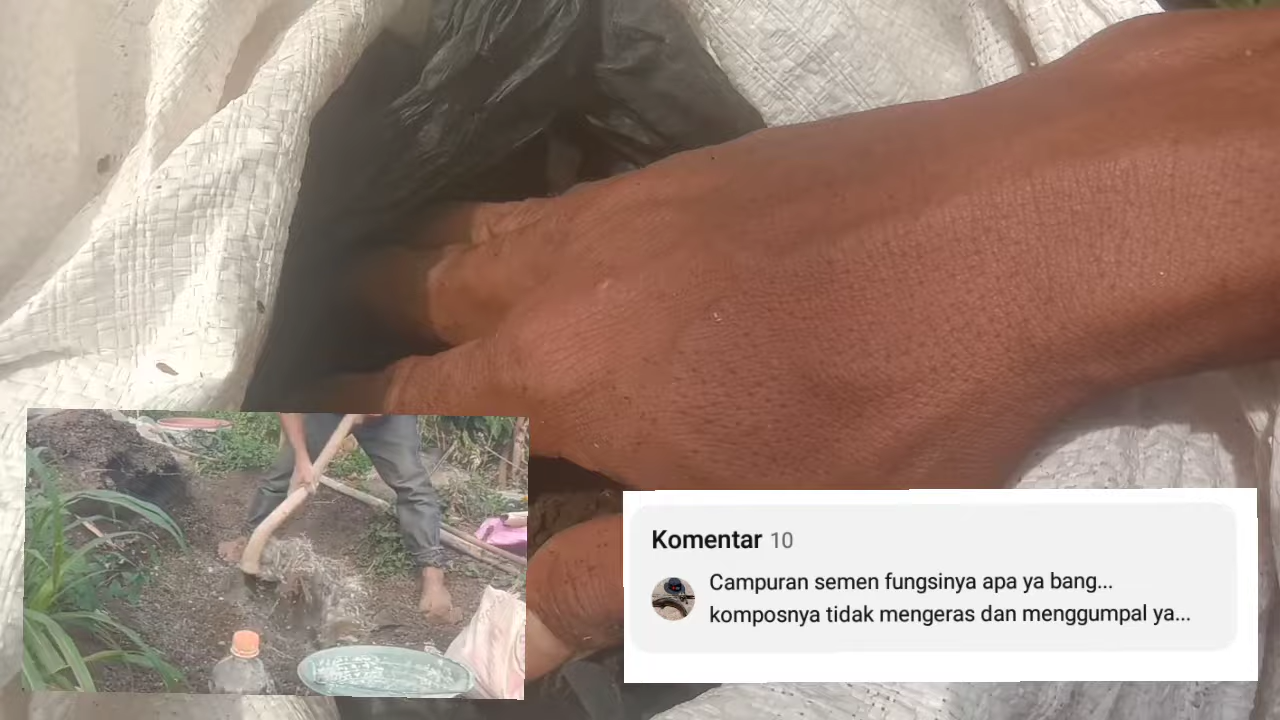 Komentar 10
Campuran semen fungsinya apa ya bang...
komposnya tidak mengeras dan menggumpal ya...